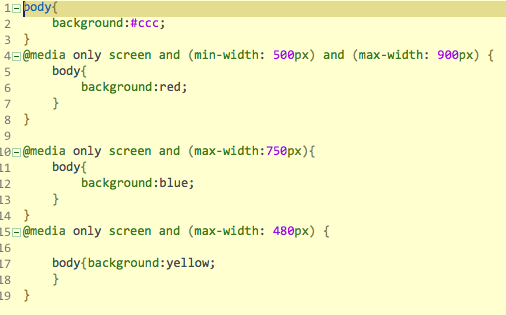 1 body{
2     background:#ccc;
3 }
4 @media only screen and (min-width: 500px) and (max-width: 900px) {
5     body{
6         background:red;
7     }
8 }
9
10 @media only screen and (max-width:750px){
11     body{
12         background:blue;
13     }
14 }
15 @media only screen and (max-width: 480px) {
16
17     body{background:yellow;
18     }
19 }